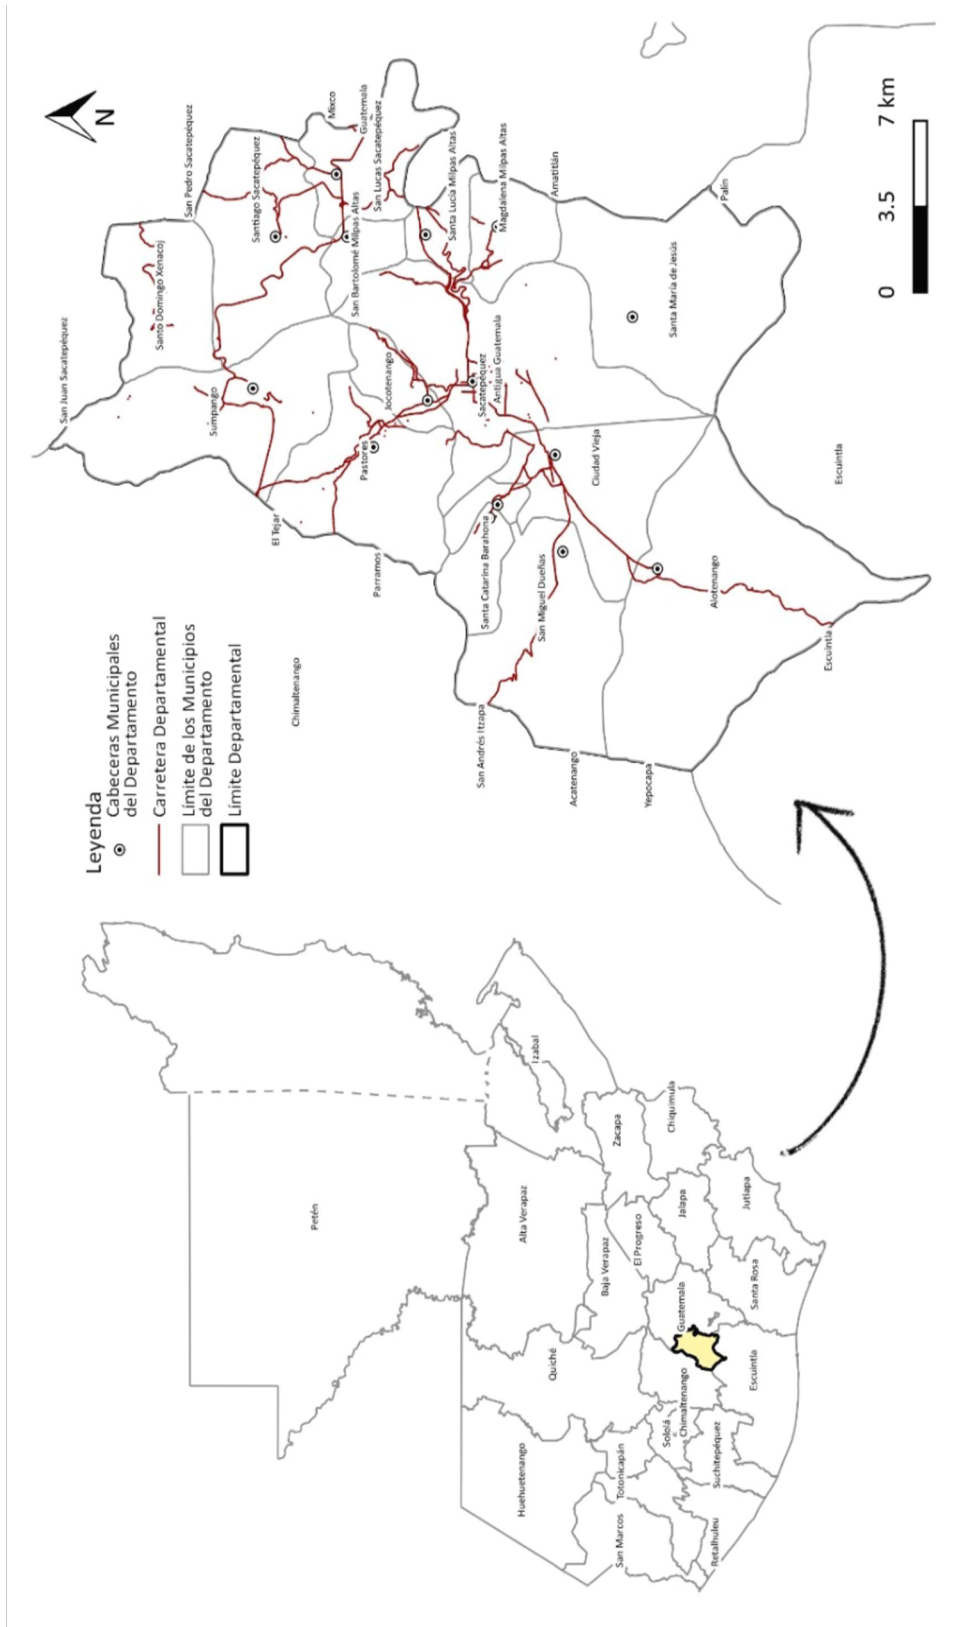 Leyenda
Cabeceras Municipales
del Departamento
Carretera Departamental
Límite de los Municipios
del Departamento
Límite Departamental
N
0 3.5 7 km
San Juan Sacatepéquez
San Pedro Sacatepéquez
Santo Domingo Xenacoj
Sumpango
Santiago Sacatepéquez
El Tejar
Mixco
Guatemala
San Bartolomé Milpas Altas
San Lucas Sacatepéquez
Pastores
Jocotenango
Parramos
Chimaltenango
Santa Lucía Milpas Altas
Magdalena Milpas Altas
Sacatepéquez
Antigua Guatemala
Santa Catarina Barahona
San Andrés Itzapa
San Miguel Dueñas
Amatitlán
Acatenango
Ciudad Vieja
Yepocapa
Santa María de Jesús
Alotenango
Palín
Escuintla
Escuintla
Petén
Huehuetenango
Quiché
Alta Verapaz
Izabal
San Marcos
Totonicapán
Baja Verapaz
El Progreso
Zacapa
Sololá
Chimaltenango
Guatemala
Jalapa
Chiquimula
Retalhuleu
Suchitepéquez
Escuintla
Santa Rosa
Jutiapa